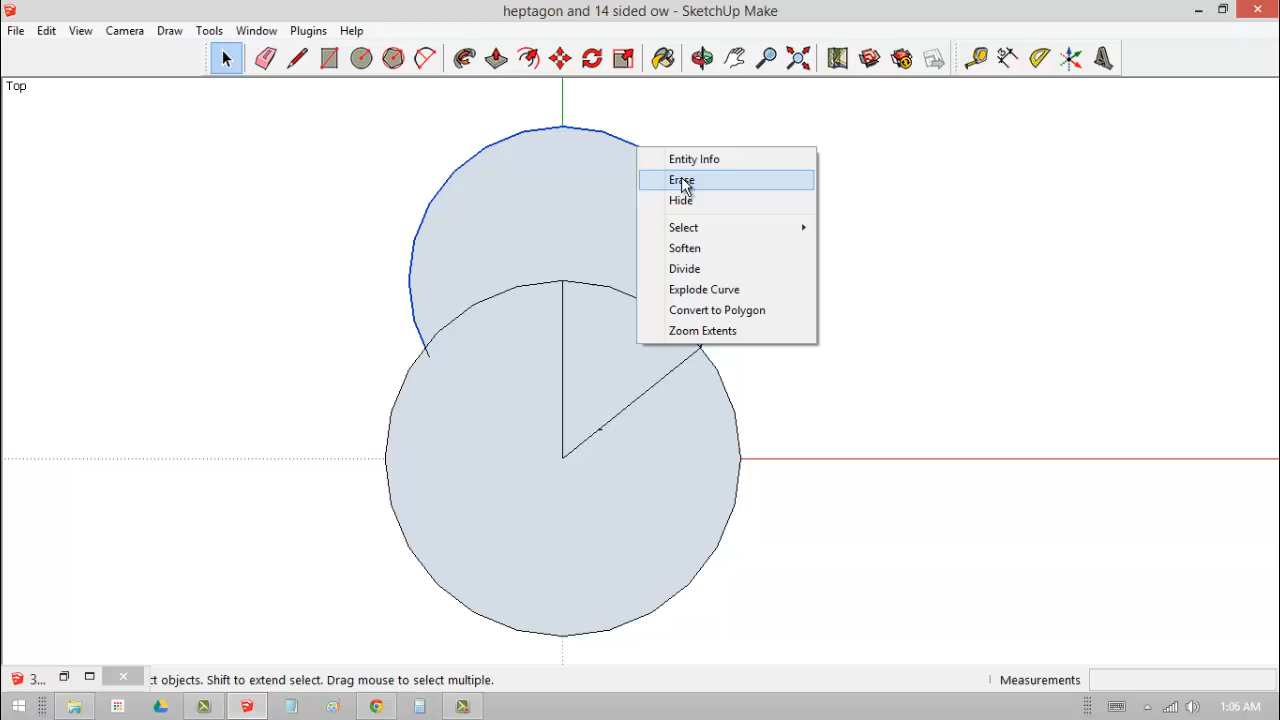 heptagon and 14 sided ow - SketchUp Make
File Edit View Camera Draw Tools Window Plugins Help
Top
Entity Info
Erase
Hide
Select
Soften
Divide
Explode Curve
Convert to Polygon
Zoom Extents
3... ct objects. Shift to extend select. Drag mouse to select multiple. Measurements
1:06 AM